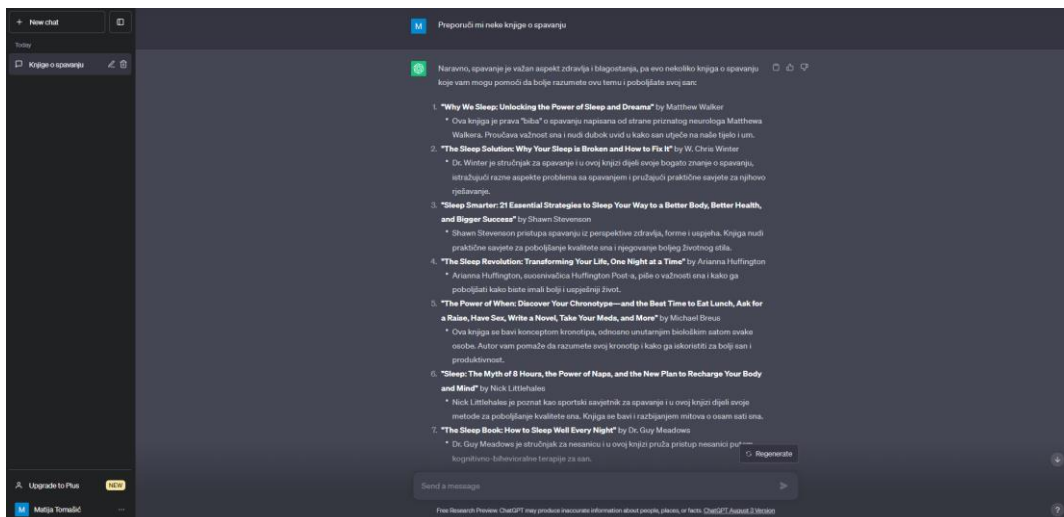 New chat
Today
Knjige o spavanju
Upgrade to Plus
NEW
M
Matija Tomašić
M
Preporuči mi neke knjige o spavanju
Naravno, spavanje je važan aspekt zdravlja i blagostanja, pa evo nekoliko knjiga o spavanju
koje vam mogu pomoći da bolje razumete ovu temu i poboljšate svoj san:
1. "Why We Sleep: Unlocking the Power of Sleep and Dreams" by Matthew Walker
• Ova knjiga je prava "biba" o spavanju napisana od strane priznatog neurologa Matthewa
Walkera. Proučava važnost sna i nudi dubok uvid u kako san utječe na naše tijelo i um.
2. "The Sleep Solution: Why Your Sleep is Broken and How to Fix It" by W. Chris Winter
• Dr. Winter je stručnjak za spavanje i u ovoj knjizi dijeli svoje bogato znanje o spavanju,
istražujući razne aspekte problema sa spavanjem i pružajući praktične savjete za njihovo
rješavanje.
3. "Sleep Smarter: 21 Essential Strategies to Sleep Your Way to a Better Body, Better Health,
and Bigger Success" by Shawn Stevenson
• Shawn Stevenson pristupa spavanju iz perspektive zdravlja, forme i uspjeha. Knjiga nudi
praktične savjete za poboljšanje kvalitete sna i njegovanje boljeg životnog stila.
4. "The Sleep Revolution: Transforming Your Life, One Night at a Time" by Arianna Huffington
• Arianna Huffington, suosnivačica Huffington Post-a, piše o važnosti sna i kako ga
poboljšati kako biste imali bolji i uspješniji život.
5. "The Power of When: Discover Your Chronotype—and the Best Time to Eat Lunch, Ask for
a Raise, Have Sex, Write a Novel, Take Your Meds, and More" by Michael Breus
• Ova knjiga se bavi konceptom kronotipa, odnosno unutarnjim biološkim satom svake
osobe. Autor vam pomaže da razumete svoj kronotip i kako ga iskoristiti za bolji san i
produktivnost.
6. "Sleep: The Myth of 8 Hours, the Power of Naps, and the New Plan to Recharge Your Body
and Mind" by Nick Littlehales
• Nick Littlehales je poznat kao sportski savjetnik za spavanje i u ovoj knjizi dijeli svoje
metode za poboljšanje kvalitete sna. Knjiga se bavi i razbijanjem mitova o osam sati sna.
7. "The Sleep Book: How to Sleep Well Every Night" by Dr. Guy Meadows
• Dr. Guy Meadows je stručnjak za nesanicu i u ovoj knjizi pruža pristup nesanici
kognitivno-bihevioralne terapije za san.
Regenerate
Send a message
Free Research Preview. ChatGPT may produce inaccurate information about people, places, or facts. ChatGPT August 3 Version
?